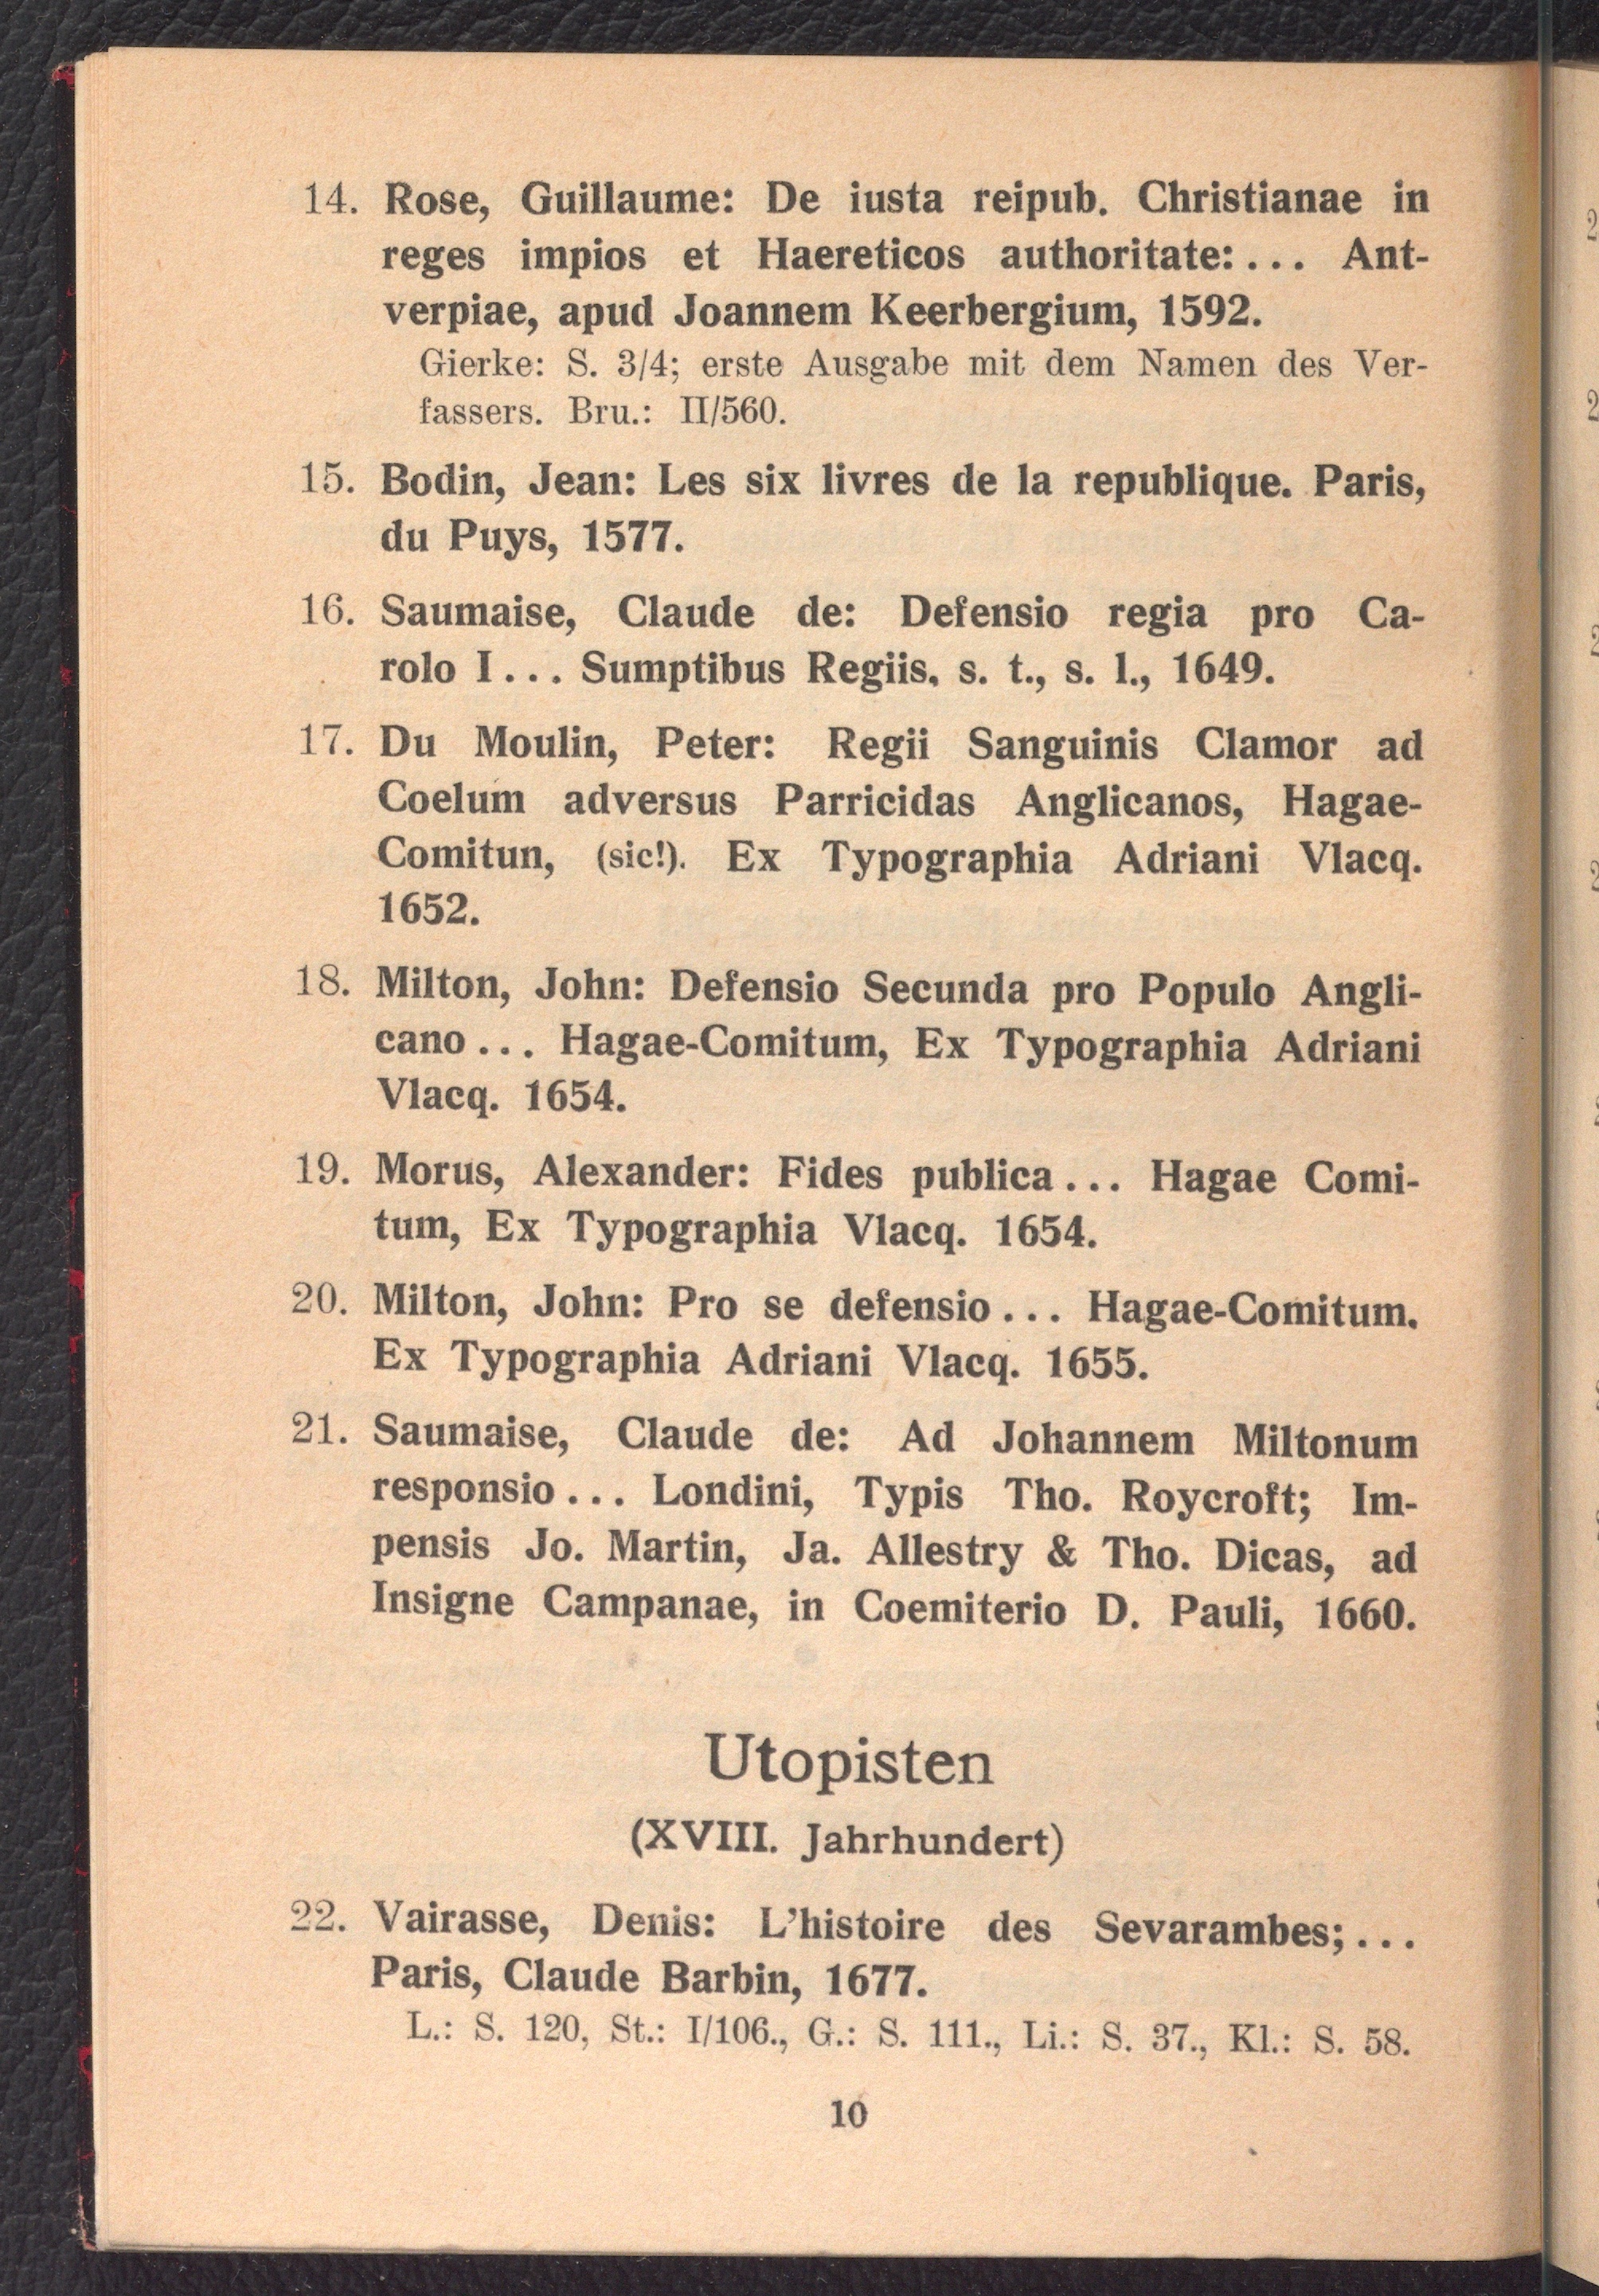 14. Rose, Guillaume: De iusta reipub. Christianae in
reges impios et Haereticos authoritate:... Ant-
verpiae, apud Joannem Keerbergium, 1592.
Gierke: S. 3/4; erste Ausgabe mit dem Namen des Ver-
fassers. Bru.: II/560.
15. Bodin, Jean: Les six livres de la republique. Paris,
du Puys, 1577.
16. Saumaise, Claude de: Defensio regia pro Ca-
rolo I... Sumptibus Regiis. s. t., s. l., 1649.
17. Du Moulin, Peter: Regii Sanguinis Clamor ad
Coelum adversus Parricidas Anglicanos, Hagae-
Comitun, (sic!). Ex Typographia Adriani Vlacq.
1652.
18. Milton, John: Defensio Secunda pro Populo Angli-
cano... Hagae-Comitum, Ex Typographia Adriani
Vlacq. 1654.
19. Morus, Alexander: Fides publica... Hagae Comi-
tum, Ex Typographia Vlacq. 1654.
20. Milton, John: Pro se defensio... Hagae-Comitum.
Ex Typographia Adriani Vlacq. 1655.
21. Saumaise, Claude de: Ad Johannem Miltonum
responsio... Londini, Typis Tho. Roycroft; Im-
pensis Jo. Martin, Ja. Allestry & Tho. Dicas, ad
Insigne Campanae, in Coemiterio D. Pauli, 1660.
Utopisten
(XVIII. Jahrhundert)
22. Vairasse, Denis: L'histoire des Sevarambes;...
Paris, Claude Barbin, 1677.
L.: S. 120, St.: I/106., G.: S. 111., Li.: S. 37., Kl.: S. 58.
10